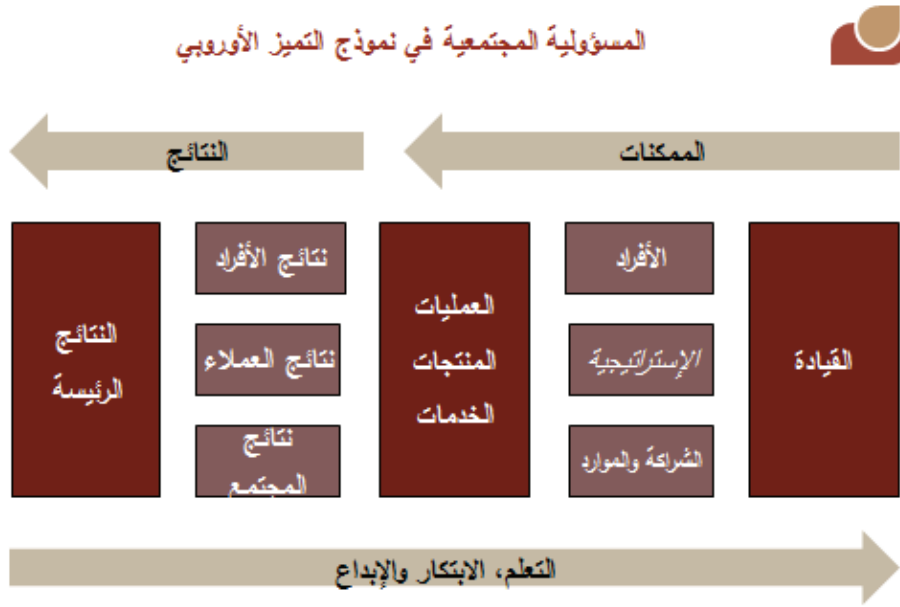 المسؤولية المجتمعية في نموذج التميز الأوروبي
الممكنات
النتائج
القيادة
الأفراد
الإستراتيجية
الشراكة والموارد
العمليات
المنتجات
الخدمات
نتائج الأفراد
نتائج العملاء
نتائج
المجتمع
النتائج
الرئيسة
التعلم، الابتكار والإبداع